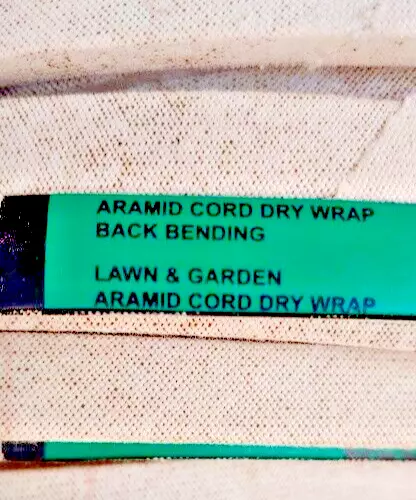 ARAMID CORD DRY WRAP
BACK BENDING
LAWN & GARDEN
ARAMID CORD DRY WRAP